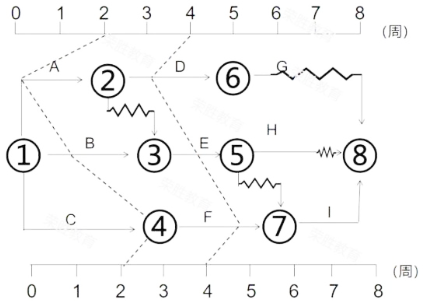 0 1 2 3 4 5 6 7 8
（周）
A D 6 G
2
H
1 B 3 E 5 8
C 4 F 7 I
（周）
0 1 2 3 4 5 6 7 8